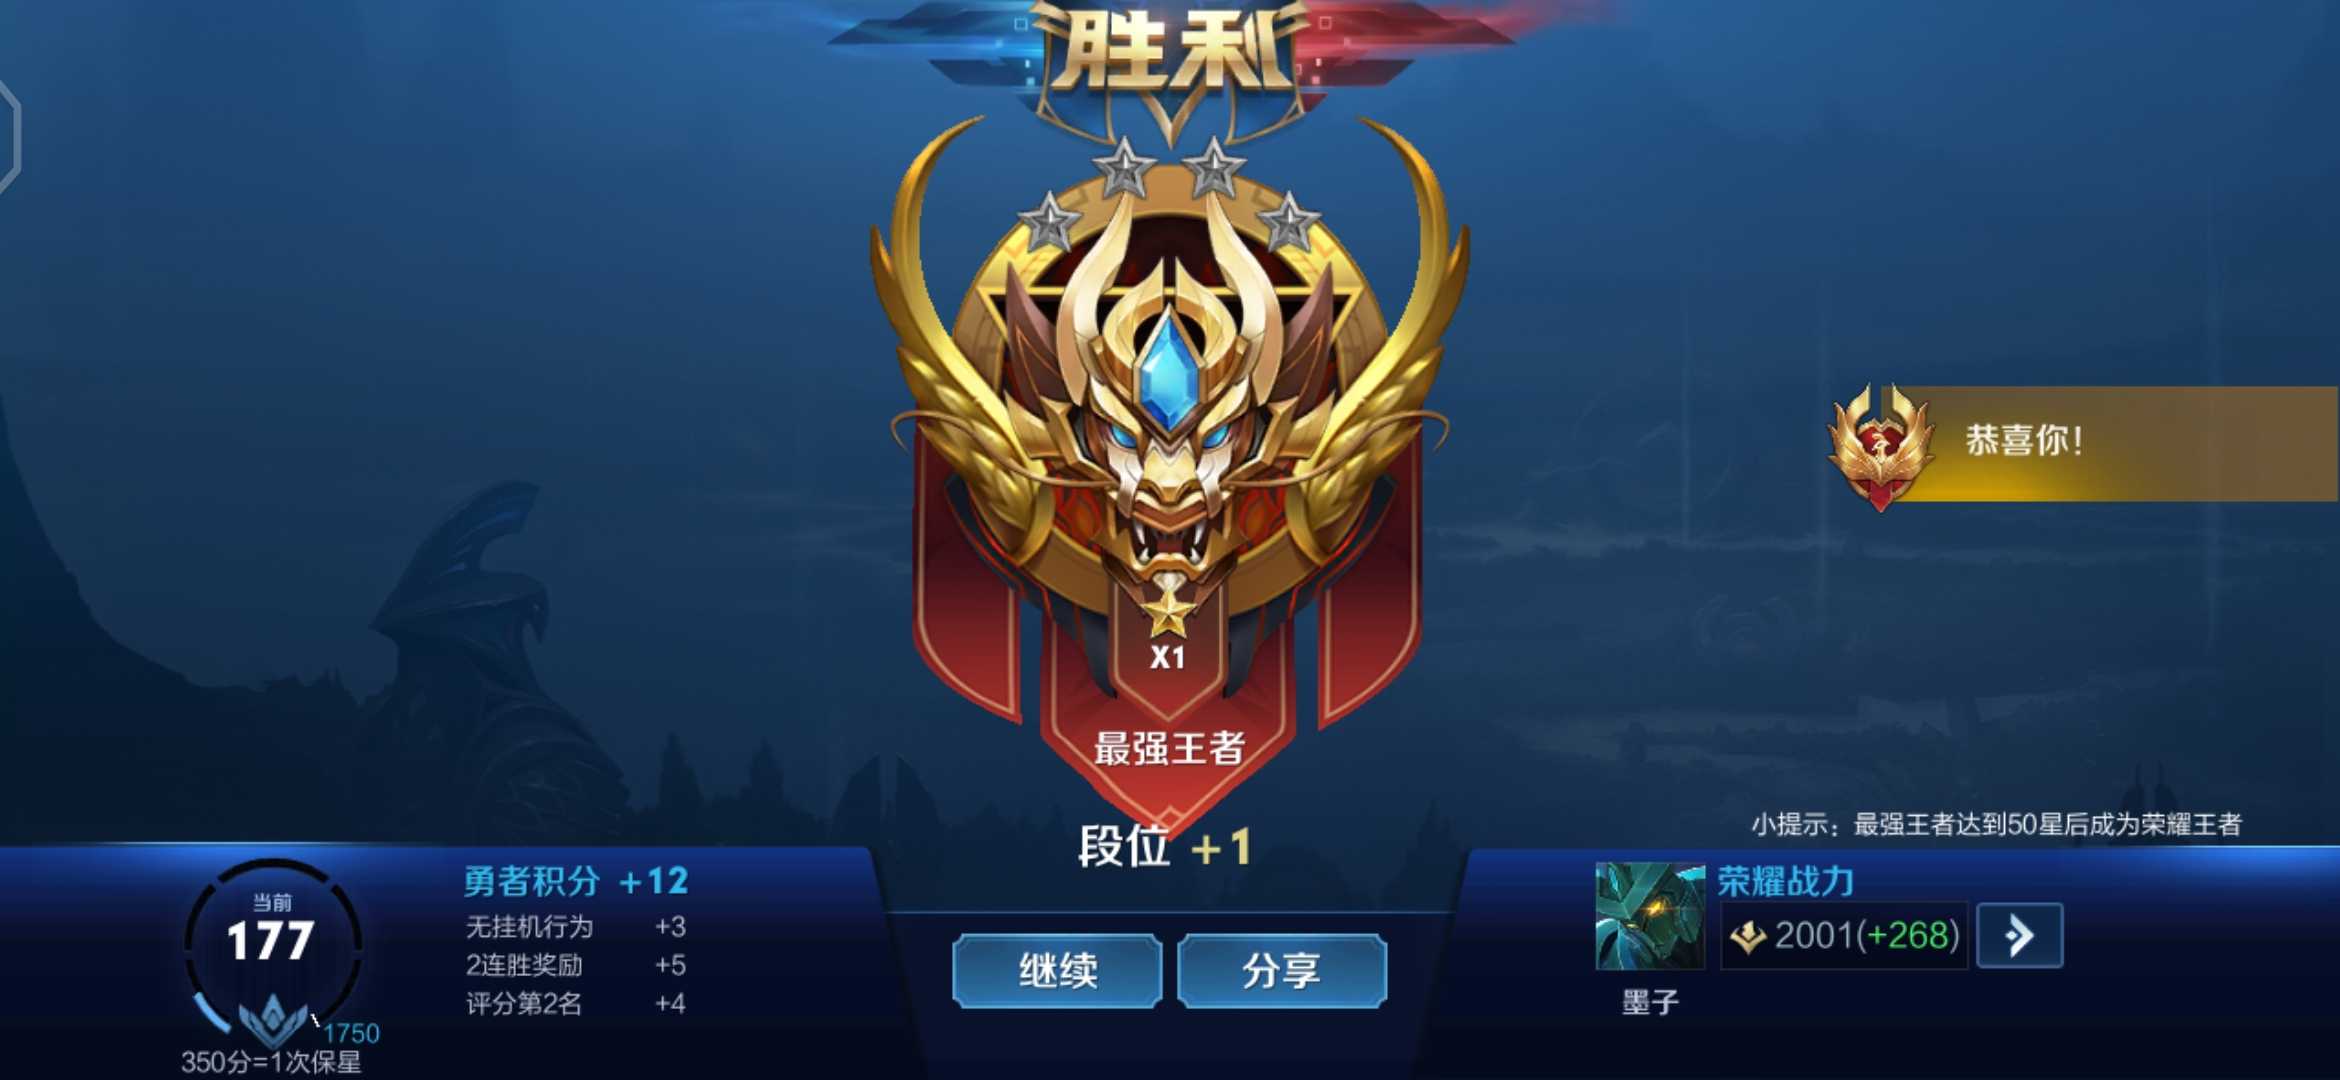 胜利
恭喜你!
X1
最强王者
段位 +1
小提示：最强王者达到50星后成为荣耀王者
当前
177
1750
350分=1次保星
勇者积分 +12
无挂机行为 +3
2连胜奖励 +5
评分第2名 +4
继续
分享
荣耀战力
2001(+268)
墨子